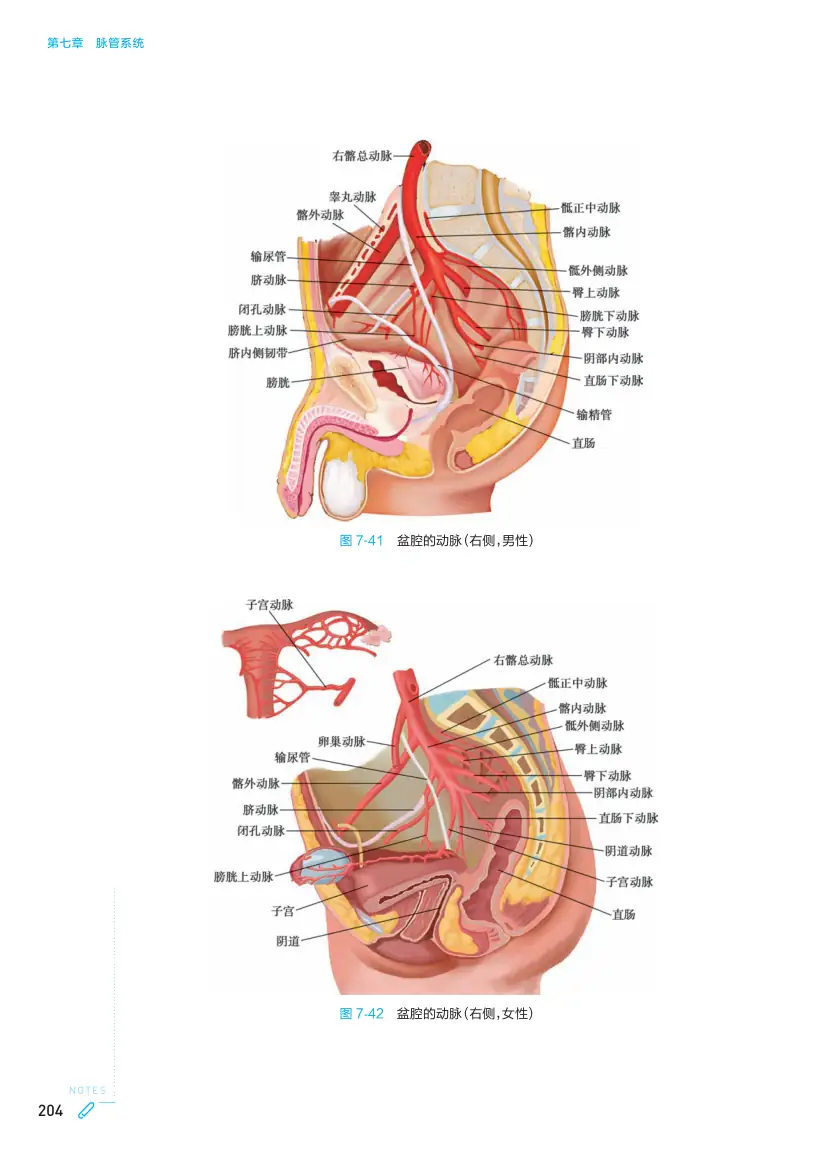 第七章 脉管系统
右髂总动脉
睾丸动脉
髂外动脉
输尿管
脐动脉
闭孔动脉
膀胱上动脉
脐内侧韧带
膀胱
骶正中动脉
髂内动脉
骶外侧动脉
臀上动脉
膀胱下动脉
臀下动脉
阴部内动脉
直肠下动脉
输精管
直肠
图 7-41 盆腔的动脉（右侧，男性）
子宫动脉
右髂总动脉
骶正中动脉
髂内动脉
骶外侧动脉
臀上动脉
臀下动脉
阴部内动脉
直肠下动脉
阴道动脉
子宫动脉
直肠
卵巢动脉
输尿管
髂外动脉
脐动脉
闭孔动脉
膀胱上动脉
子宫
阴道
图 7-42 盆腔的动脉（右侧，女性）
NOTES
204